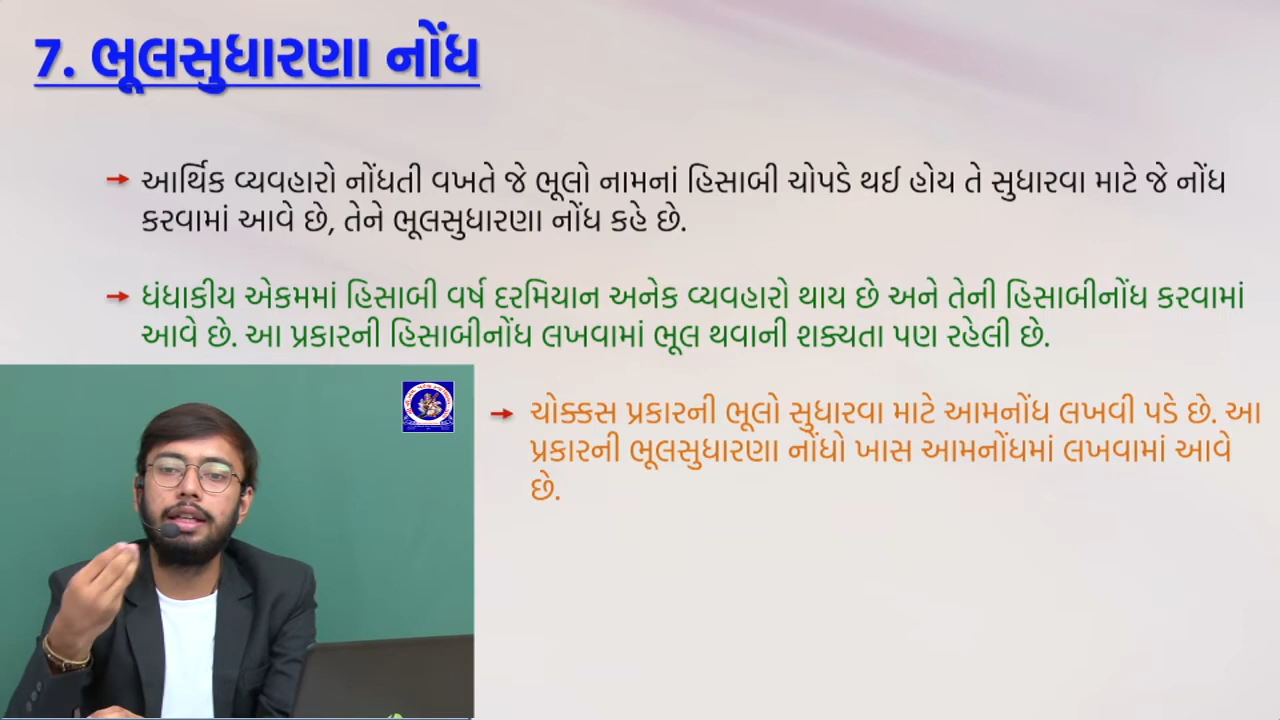 7. ભૂલસુધારણા નોંધ
આર્થિક વ્યવહારો નોંધતી વખતે જે ભૂલો નામનાં હિસાબી ચોપડે થઈ હોય તે સુધારવા માટે જે નોંધ
કરવામાં આવે છે, તેને ભૂલસુધારણા નોંધ કહે છે.
ધંધાકીય એકમમાં હિસાબી વર્ષ દરમિયાન અનેક વ્યવહારો થાય છે અને તેની હિસાબીનોંધ કરવામાં
આવે છે. આ પ્રકારની હિસાબીનોંધ લખવામાં ભૂલ થવાની શક્યતા પણ રહેલી છે.
ચોક્કસ પ્રકારની ભૂલો સુધારવા માટે આમનોંધ લખવી પડે છે. આ
પ્રકારની ભૂલસુધારણા નોંધો ખાસ આમનોંધમાં લખવામાં આવે
છે.